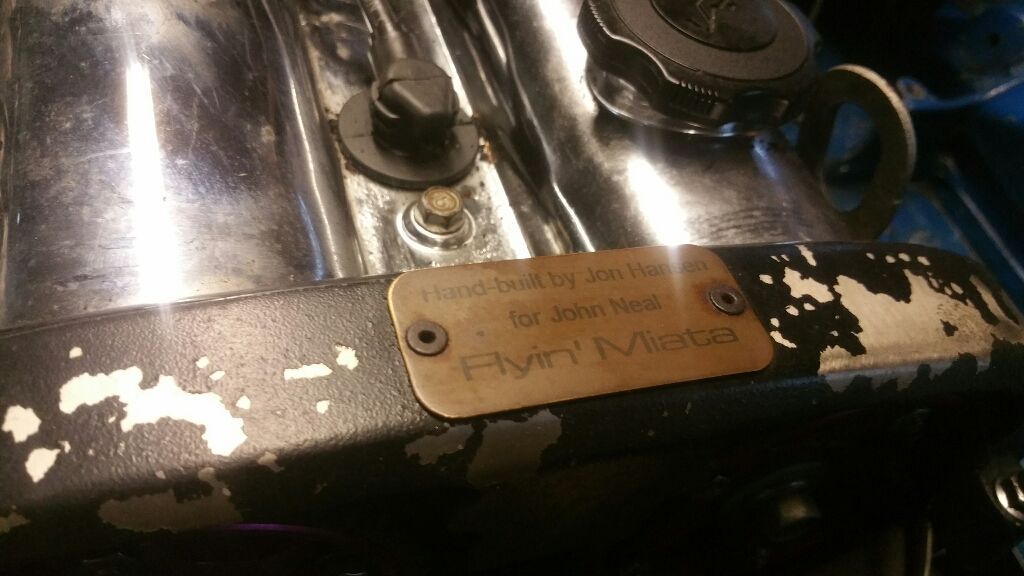 Hand-built by Jon Hansen
for John Neal
Flyin' Miata